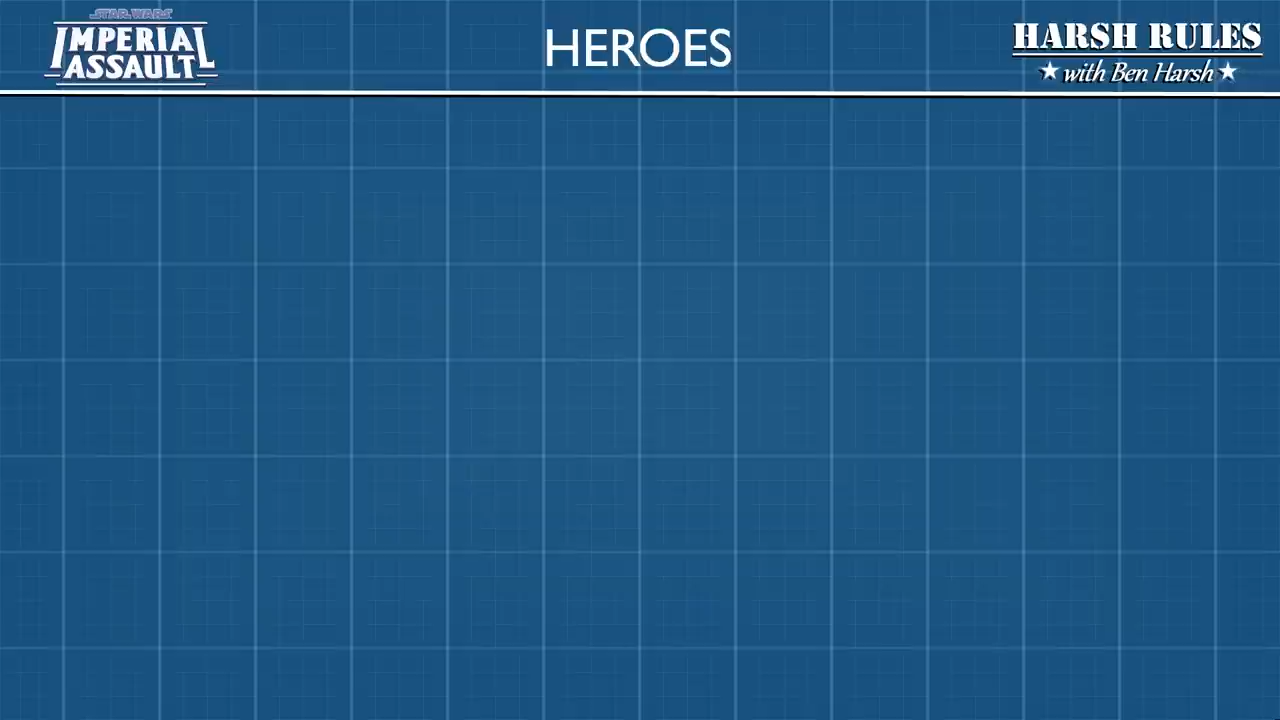 STAR WARS
IMPERIAL
ASSAULT
HEROES
HARSH RULES
with Ben Harsh